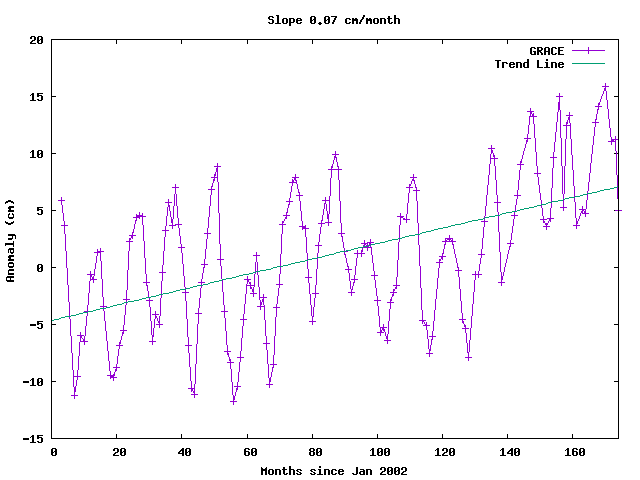 Slope 0.07 cm/month
GRACE
Trend Line
20
15
10
5
0
-5
-10
-15
Anomaly (cm)
0 20 40 60 80 100 120 140 160
Months since Jan 2002